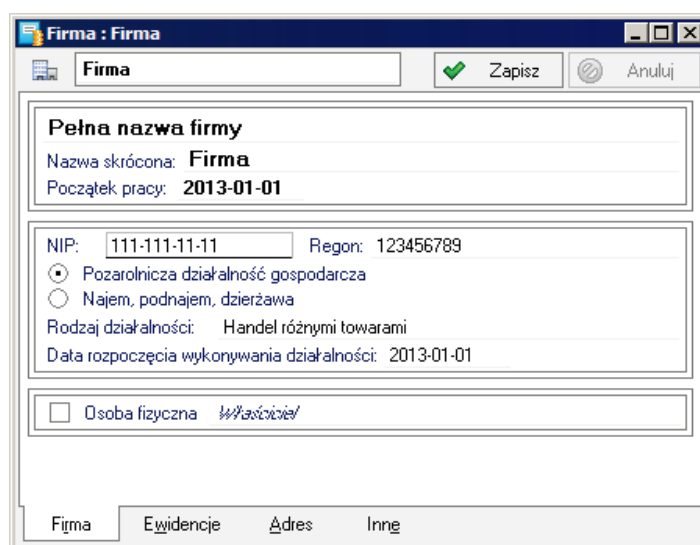 Firma : Firma
Firma Zapisz Anuluj
Pełna nazwa firmy
Nazwa skrócona: Firma
Początek pracy: 2013-01-01
NIP: 111-111-11-11 Regon: 123456789
Pozarolnicza działalność gospodarcza
Najem, podnajem, dzierżawa
Rodzaj działalności: Handel różnymi towarami
Data rozpoczęcia wykonywania działalności: 2013-01-01
Osoba fizyczna Właściciel
Firma Ewidencje Adres Inne